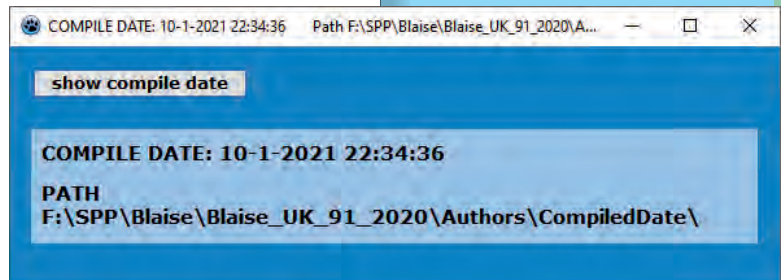 COMPILE DATE: 10-1-2021 22:34:36 Path F:\SPP\Blaise\Blaise_UK_91_2020\A...
show compile date
COMPILE DATE: 10-1-2021 22:34:36
PATH
F:\SPP\Blaise\Blaise_UK_91_2020\Authors\CompiledDate\